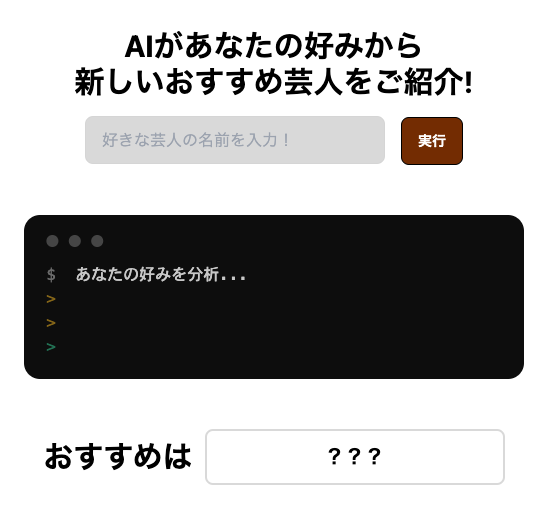 AIがあなたの好みから
新しいおすすめ芸人をご紹介!
好きな芸人の名前を入力！
実行
$ あなたの好みを分析...
>
>
>
おすすめは ？？？